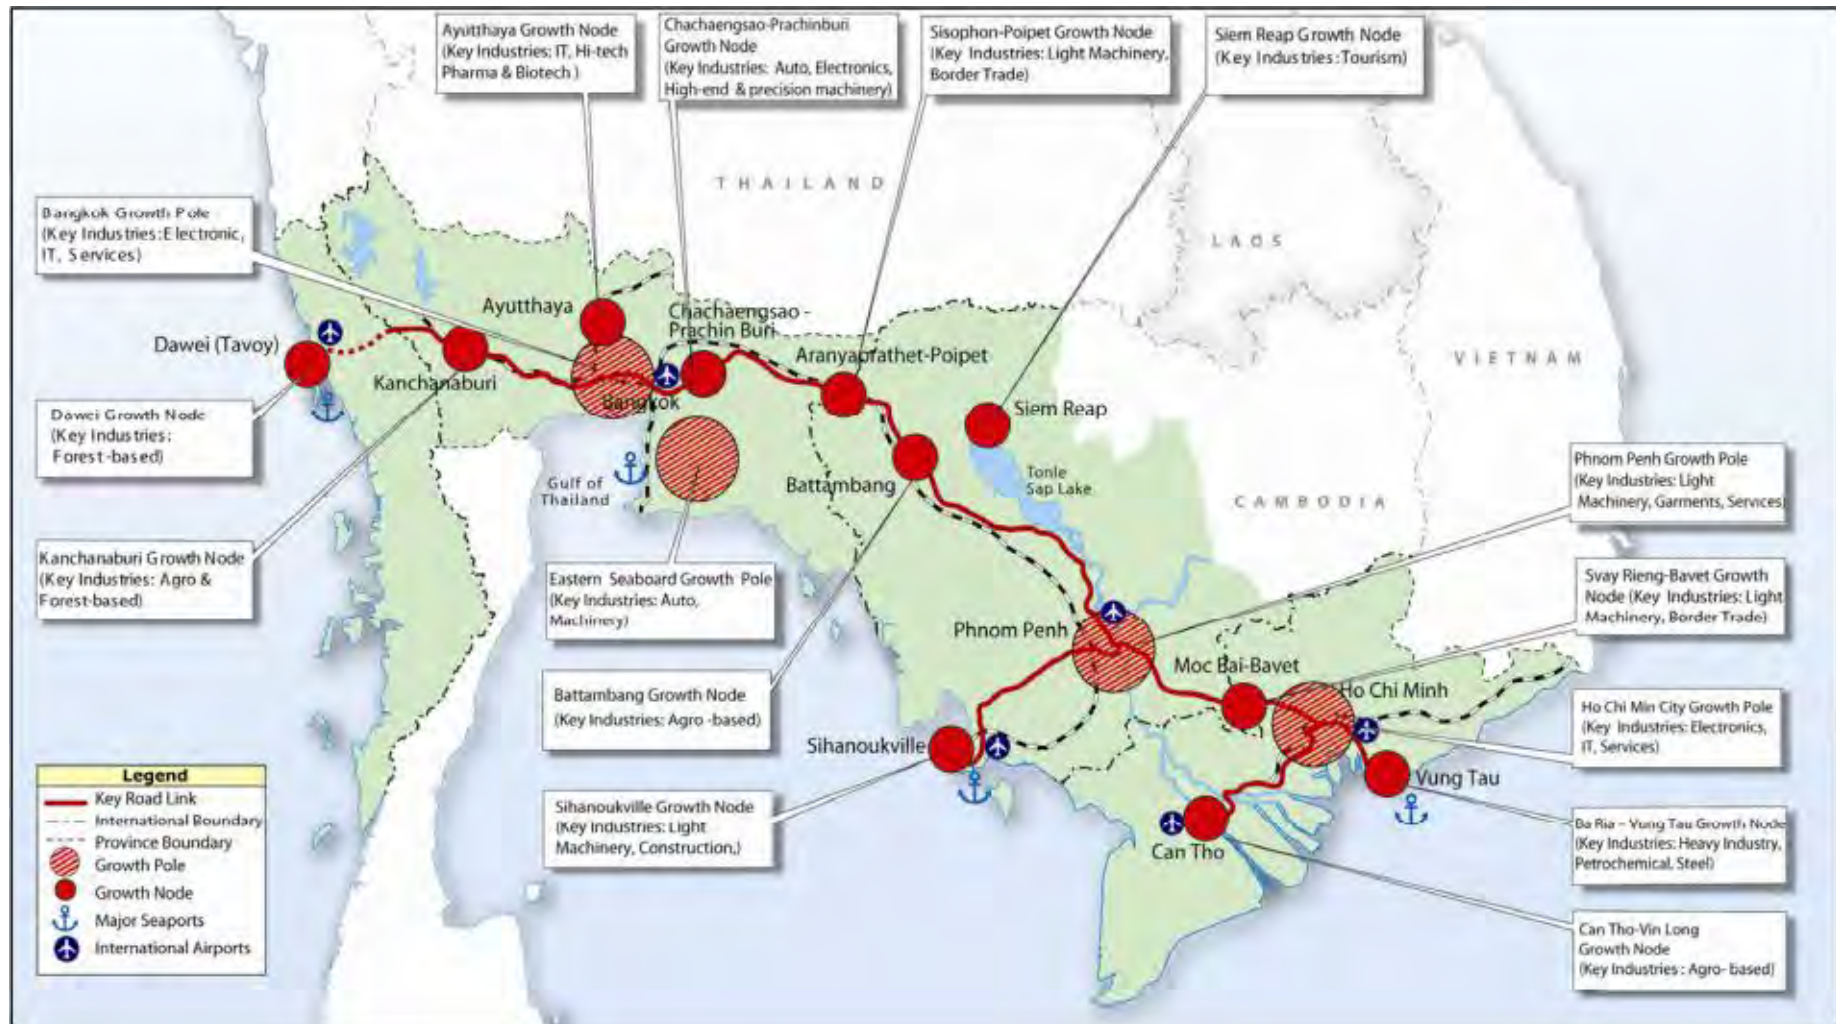 Ayutthaya Growth Node
(Key Industries: IT, Hi-tech
Pharma & Biotech )
Chachaengsao-Prachinburi
Growth Node
(Key Industries: Auto, Electronics,
High-end & precision machinery)
Sisophon-Poipet Growth Node
(Key Industries: Light Machinery,
Border Trade)
Siem Reap Growth Node
(Key Industries :Tourism)
THAILAND
LAOS
VIETNAM
CAMBODIA
Bangkok Growth Pole
(Key Industries :Electronic,
IT, Services)
Ayutthaya
Chachaengsao -
Prachin Buri
Dawei (Tavoy)
Kanchanaburi
Bangkok
Aranyaprathet-Poipet
Siem Reap
Battambang
Tonle
Sap Lake
Gulf of
Thailand
Dawei Growth Node
(Key Industries :
Forest -based)
Kanchanaburi Growth Node
(Key Industries: Agro &
Forest-based)
Eastern Seaboard Growth Pole
(Key Industries: Auto,
Machinery)
Phnom Penh Growth Pole
(Key Industries: Light
Machinery, Garments, Services)
Svay Rieng-Bavet Growth
Node (Key Industries: Light
Machinery, Border Trade)
Phnom Penh
Moc Bai-Bavet
Ho Chi Minh
Battambang Growth Node
(Key Industries: Agro -based)
Ho Chi Min City Growth Pole
(Key Industries: Electronics,
IT, Services)
Sihanoukville
Vung Tau
Can Tho
Sihanoukville Growth Node
(Key Industries: Light
Machinery, Construction,)
Ba Ria – Vung Tau Growth Node
(Key Industries: Heavy Industry,
Petrochemical, Steel)
Can Tho-Vin Long
Growth Node
(Key Industries : Agro- based)
Legend
Key Road Link
International Boundary
Province Boundary
Growth Pole
Growth Node
Major Seaports
International Airports